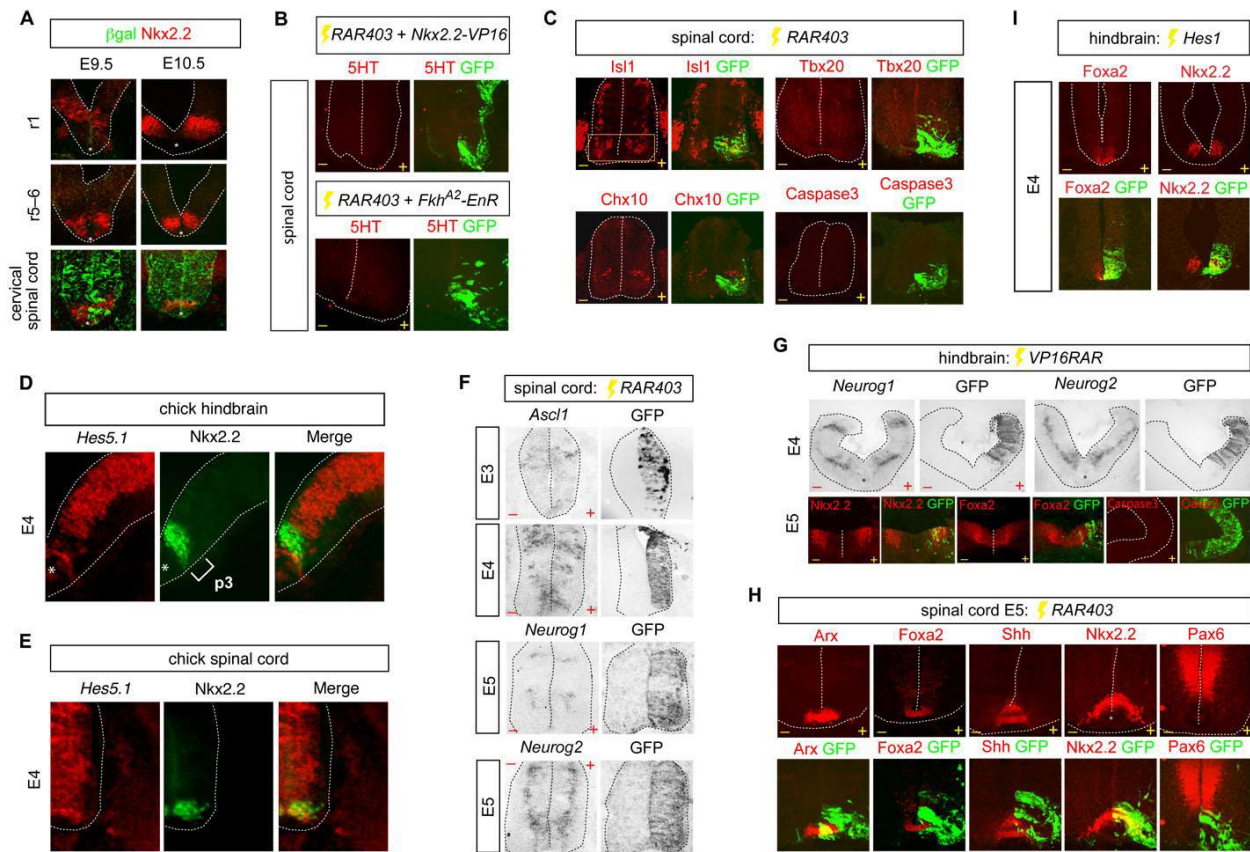 A
βgal Nkx2.2
E9.5 E10.5
r1
r5–6
cervical
spinal cord
*
*
*
*
*
*
B
RAR403 + Nkx2.2-VP16
5HT 5HT GFP
– +
RAR403 + FkhA2-EnR
5HT 5HT GFP
– +
spinal cord
C
spinal cord: RAR403
Isl1 Isl1 GFP Tbx20 Tbx20 GFP
– + – +
Chx10 Chx10 GFP Caspase3 Caspase3
GFP
– + – +
I
hindbrain: Hes1
Foxa2 Nkx2.2
– + – +
Foxa2 GFP Nkx2.2 GFP
E4
D
chick hindbrain
Hes5.1 Nkx2.2 Merge
E4
* * *
p3
E
chick spinal cord
Hes5.1 Nkx2.2 Merge
E4
F
spinal cord: RAR403
Ascl1 GFP
E3
– +
E4
– +
Neurog1 GFP
E5
– +
Neurog2 GFP
– +
E5
G
hindbrain: VP16RAR
Neurog1 GFP Neurog2 GFP
E4
– + – +
Nkx2.2 Nkx2.2 GFP Foxa2 Foxa2 GFP Caspase3 Casp3 GFP
E5
– + – + – +
H
spinal cord E5: RAR403
Arx Foxa2 Shh Nkx2.2 Pax6
– + – + – + – + – +
Arx GFP Foxa2 GFP Shh GFP Nkx2.2 GFP Pax6 GFP